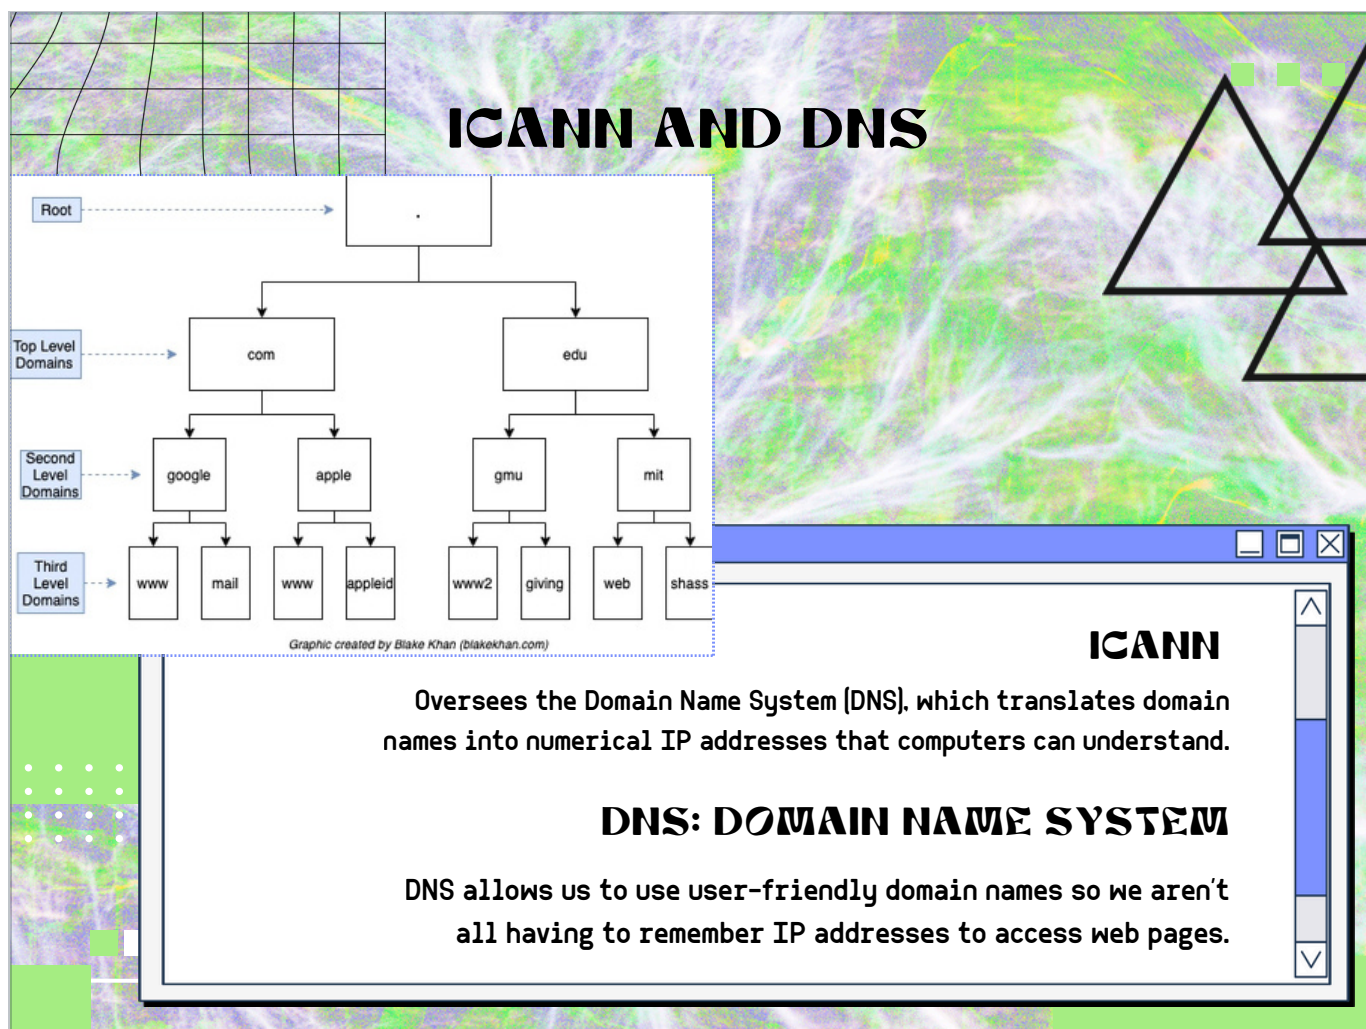 ICANN AND DNS
Root
.
Top Level
Domains
com
edu
Second
Level
Domains
google
apple
gmu
mit
Third
Level
Domains
www
mail
www
appleid
www2
giving
web
shass
Graphic created by Blake Khan (blakekhan.com)
ICANN
Oversees the Domain Name System (DNS), which translates domain
names into numerical IP addresses that computers can understand.
DNS: DOMAIN NAME SYSTEM
DNS allows us to use user-friendly domain names so we aren't
all having to remember IP addresses to access web pages.